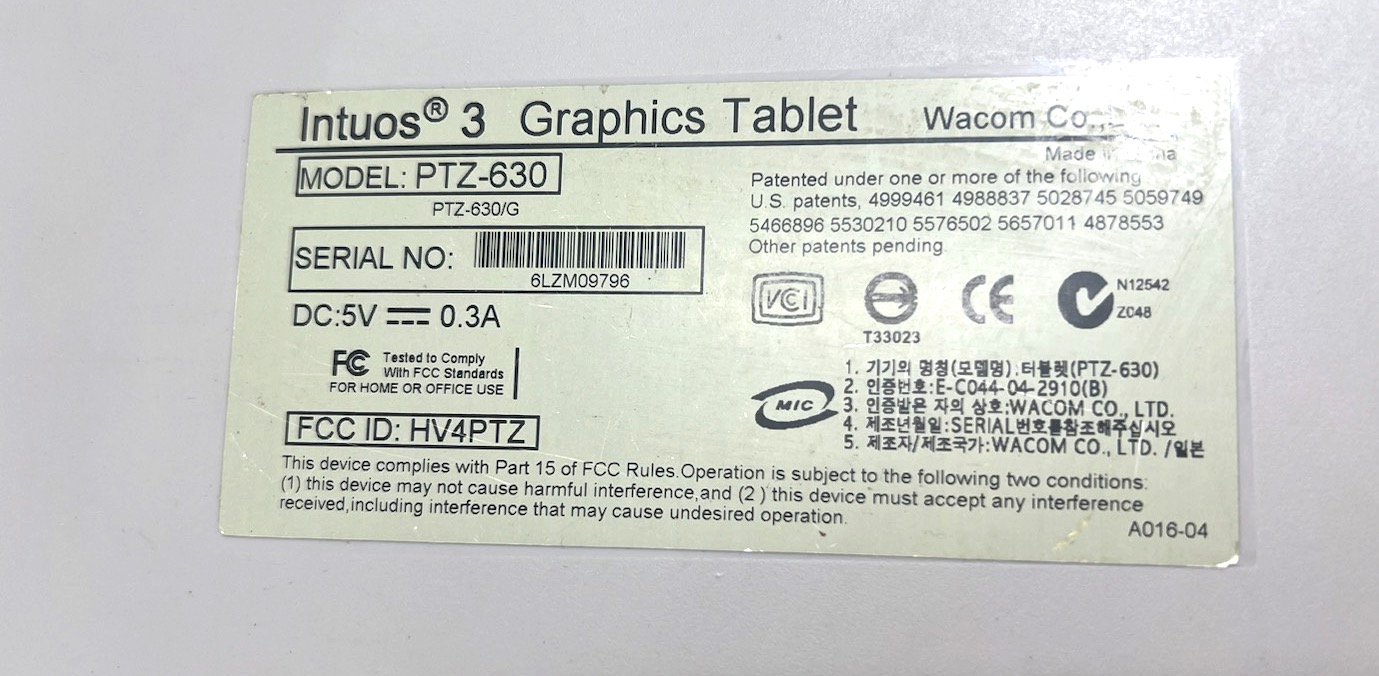 Intuos® 3 Graphics Tablet Wacom Co.,
Made in
MODEL: PTZ-630
PTZ-630/G
Patented under one or more of the following
U.S. patents, 4999461 4988837 5028745 5059749
5466896 5530210 5576502 5657011 4878553
Other patents pending.
SERIAL NO:
6LZM09796
DC:5V 0.3A
VCI
T33023
CE
N12542
ZC48
FC Tested to Comply
With FCC Standards
FOR HOME OR OFFICE USE
FCC ID: HV4PTZ
MIC
1. 기기의 명칭(모델명):터블렛(PTZ-630)
2. 인증번호:E-C044-04-2910(B)
3. 인증받은 자의 상호:WACOM CO., LTD.
4. 제조년월일:SERIAL번호를참조해주십시오
5. 제조자/제조국가:WACOM CO., LTD. /일본
This device complies with Part 15 of FCC Rules.Operation is subject to the following two conditions:
(1) this device may not cause harmful interference,and (2 ) this device must accept any interference
received,including interference that may cause undesired operation.
A016-04